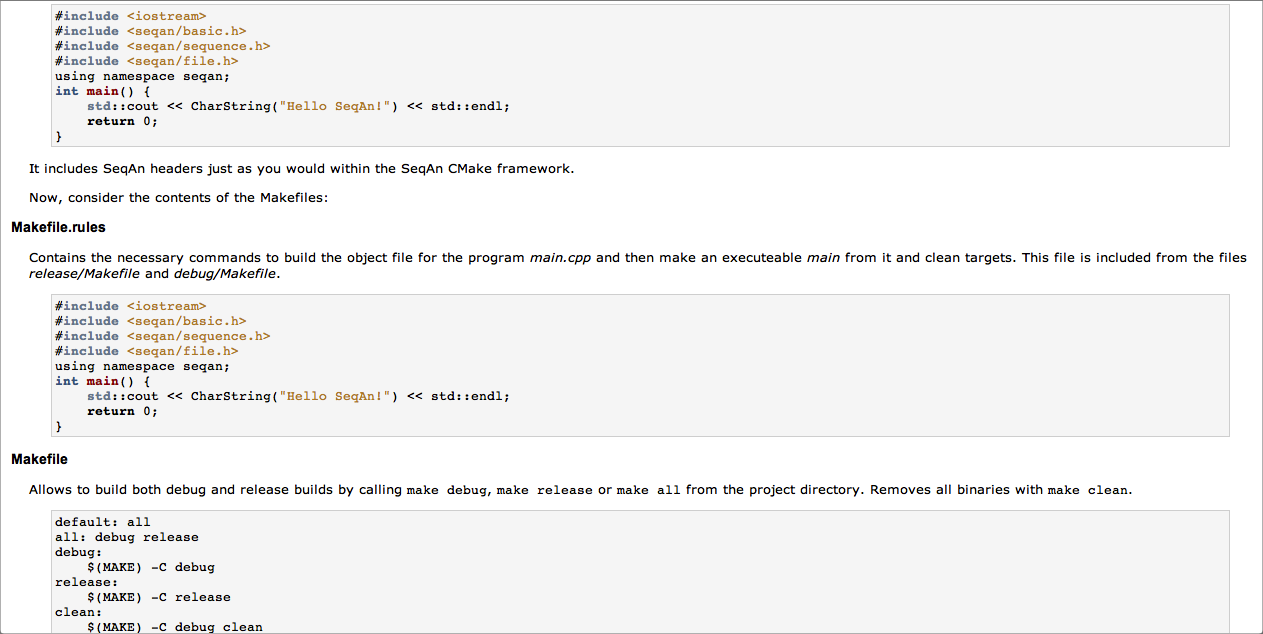 #include <iostream>
#include <seqan/basic.h>
#include <seqan/sequence.h>
#include <seqan/file.h>
using namespace seqan;
int main() {
    std::cout << CharString("Hello SeqAn!") << std::endl;
    return 0;
}
It includes SeqAn headers just as you would within the SeqAn CMake framework.
Now, consider the contents of the Makefiles:
Makefile.rules
Contains the necessary commands to build the object file for the program main.cpp and then make an executeable main from it and clean targets. This file is included from the files
release/Makefile and debug/Makefile.
#include <iostream>
#include <seqan/basic.h>
#include <seqan/sequence.h>
#include <seqan/file.h>
using namespace seqan;
int main() {
    std::cout << CharString("Hello SeqAn!") << std::endl;
    return 0;
}
Makefile
Allows to build both debug and release builds by calling make debug, make release or make all from the project directory. Removes all binaries with make clean.
default: all
all: debug release
debug:
    $(MAKE) -C debug
release:
    $(MAKE) -C release
clean:
    $(MAKE) -C debug clean